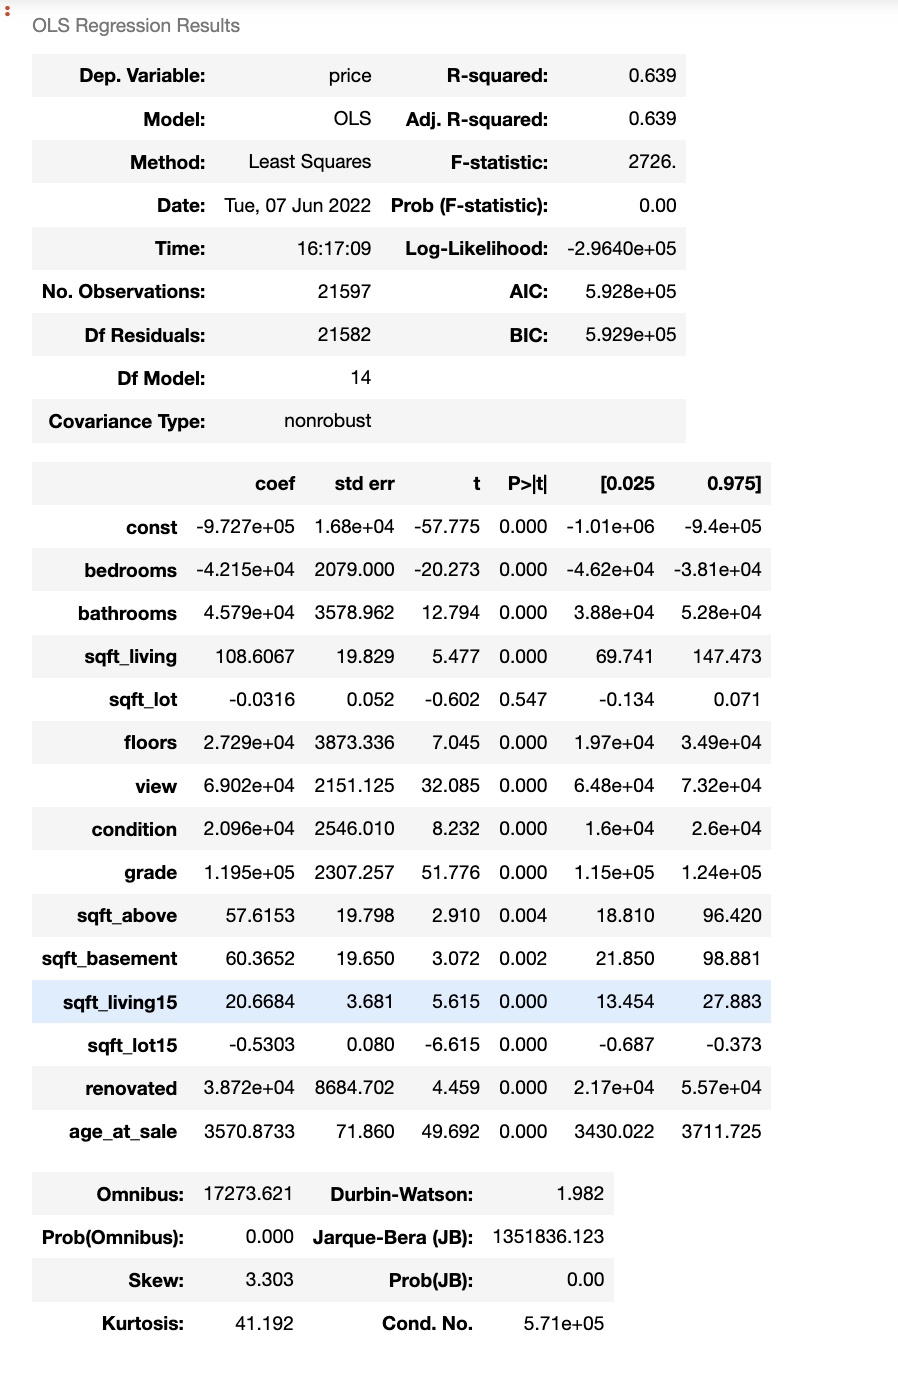 OLS Regression Results
Dep. Variable: price R-squared: 0.639
Model: OLS Adj. R-squared: 0.639
Method: Least Squares F-statistic: 2726.
Date: Tue, 07 Jun 2022 Prob (F-statistic): 0.00
Time: 16:17:09 Log-Likelihood: -2.9640e+05
No. Observations: 21597 AIC: 5.928e+05
Df Residuals: 21582 BIC: 5.929e+05
Df Model: 14
Covariance Type: nonrobust
coef std err t P>|t| [0.025 0.975]
const -9.727e+05 1.68e+04 -57.775 0.000 -1.01e+06 -9.4e+05
bedrooms -4.215e+04 2079.000 -20.273 0.000 -4.62e+04 -3.81e+04
bathrooms 4.579e+04 3578.962 12.794 0.000 3.88e+04 5.28e+04
sqft_living 108.6067 19.829 5.477 0.000 69.741 147.473
sqft_lot -0.0316 0.052 -0.602 0.547 -0.134 0.071
floors 2.729e+04 3873.336 7.045 0.000 1.97e+04 3.49e+04
view 6.902e+04 2151.125 32.085 0.000 6.48e+04 7.32e+04
condition 2.096e+04 2546.010 8.232 0.000 1.6e+04 2.6e+04
grade 1.195e+05 2307.257 51.776 0.000 1.15e+05 1.24e+05
sqft_above 57.6153 19.798 2.910 0.004 18.810 96.420
sqft_basement 60.3652 19.650 3.072 0.002 21.850 98.881
sqft_living15 20.6684 3.681 5.615 0.000 13.454 27.883
sqft_lot15 -0.5303 0.080 -6.615 0.000 -0.687 -0.373
renovated 3.872e+04 8684.702 4.459 0.000 2.17e+04 5.57e+04
age_at_sale 3570.8733 71.860 49.692 0.000 3430.022 3711.725
Omnibus: 17273.621 Durbin-Watson: 1.982
Prob(Omnibus): 0.000 Jarque-Bera (JB): 1351836.123
Skew: 3.303 Prob(JB): 0.00
Kurtosis: 41.192 Cond. No. 5.71e+05